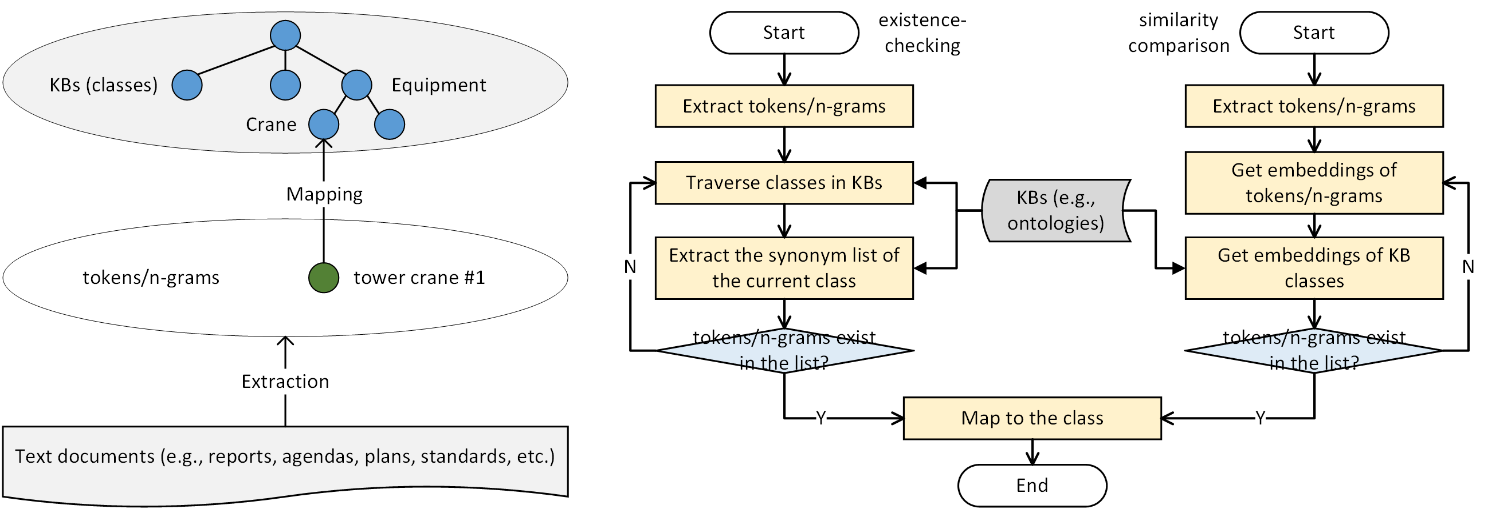 KBs (classes)
Equipment
Crane
Mapping
tokens/n-grams
tower crane #1
Extraction
Text documents (e.g., reports, agendas, plans, standards, etc.)
Start
existence-
checking
Extract tokens/n-grams
Traverse classes in KBs
Extract the synonym list of
the current class
N
tokens/n-grams exist
in the list?
Y
KBs (e.g.,
ontologies)
similarity
comparison
Start
Extract tokens/n-grams
Get embeddings of
tokens/n-grams
Get embeddings of KB
classes
N
tokens/n-grams exist
in the list?
Y
Map to the class
End